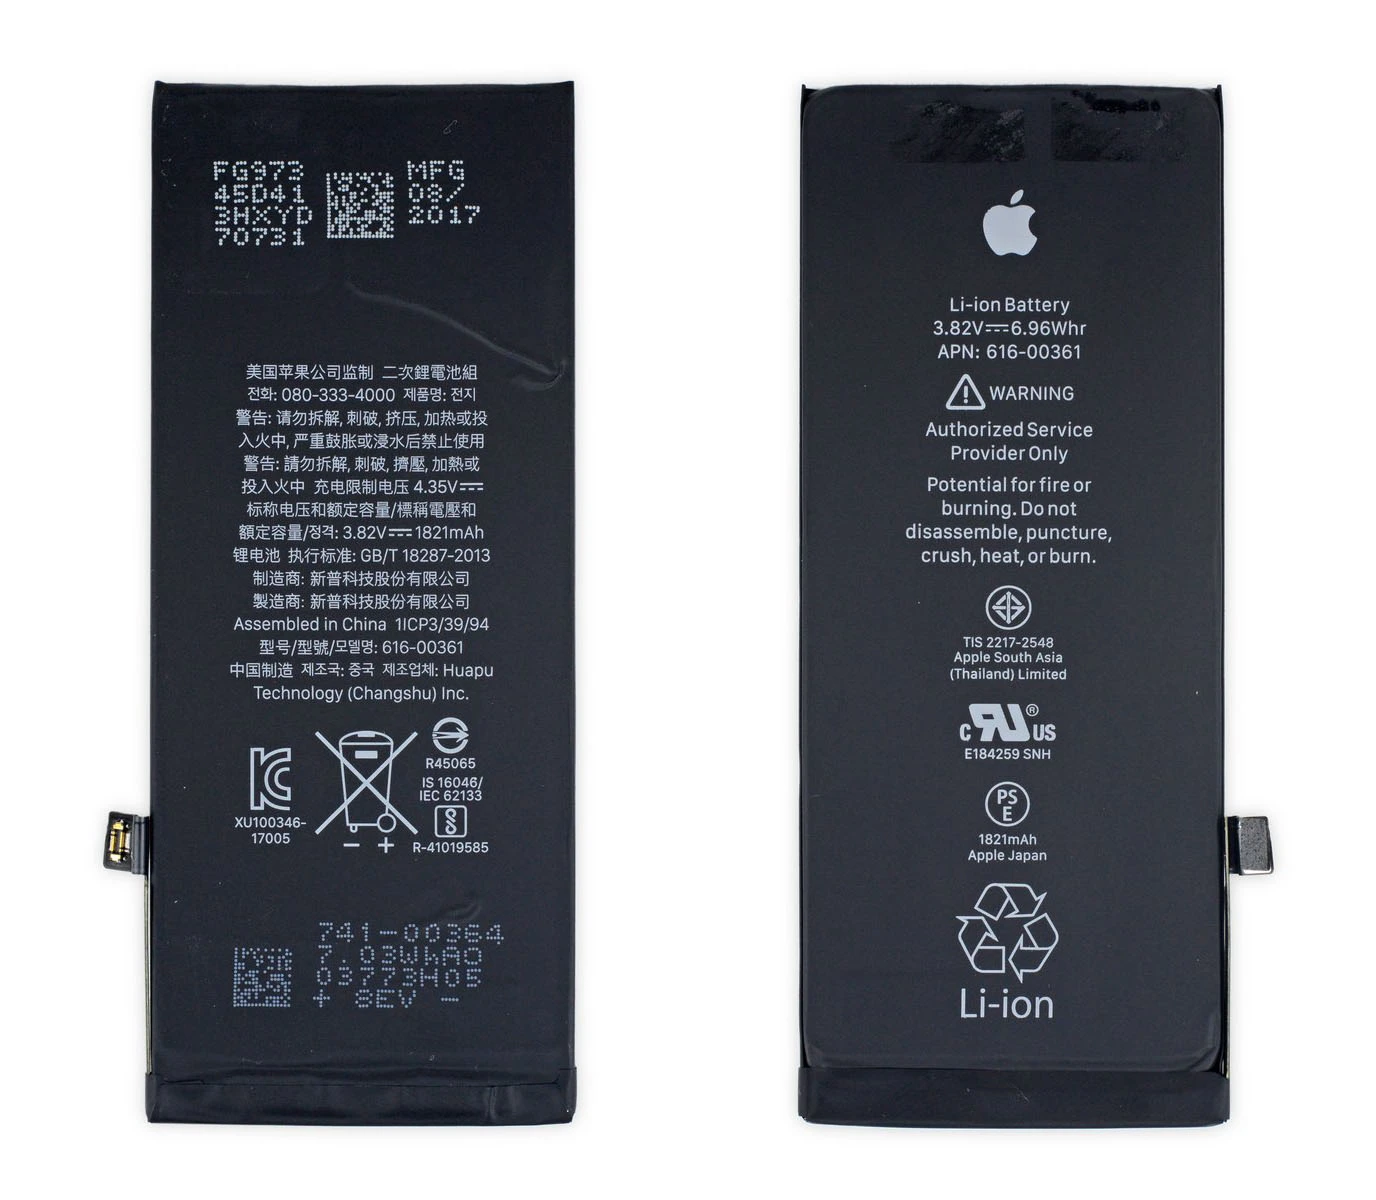 FG973
45D41
3HXYD
70731
MFG
08/
2017
美国苹果公司监制 二次鋰電池組
전화: 080-333-4000 제품명: 전지
警告: 请勿拆解, 刺破, 挤压, 加热或投
入火中, 严重鼓胀或浸水后禁止使用
警告: 請勿拆解, 刺破, 擠壓, 加熱或
投入火中 充电限制电压 4.35V⎓
标称电压和额定容量/標稱電壓和
額定容量/정격: 3.82V⎓1821mAh
锂电池 执行标准: GB/T 18287-2013
制造商: 新普科技股份有限公司
製造商: 新普科技股份有限公司
Assembled in China 1ICP3/39/94
型号/型號/모델명: 616-00361
中国制造 제조국: 중국 제조업체: Huapu
Technology (Changshu) Inc.
XU100346-
17005
R45065
IS 16046/
IEC 62133
R-41019585
− +
741-00364
7.03WhA0
03773H05
+ SEV −
Li-ion Battery
3.82V⎓6.96Whr
APN: 616-00361
WARNING
Authorized Service
Provider Only
Potential for fire or
burning. Do not
disassemble, puncture,
crush, heat, or burn.
TIS 2217-2548
Apple South Asia
(Thailand) Limited
c RU® US
E184259 SNH
PS
E
1821mAh
Apple Japan
Li-ion